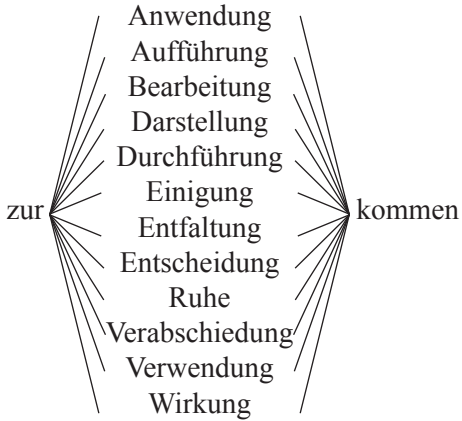 Anwendung
Aufführung
Bearbeitung
Darstellung
Durchführung
Einigung
zur kommen
Entfaltung
Entscheidung
Ruhe
Verabschiedung
Verwendung
Wirkung